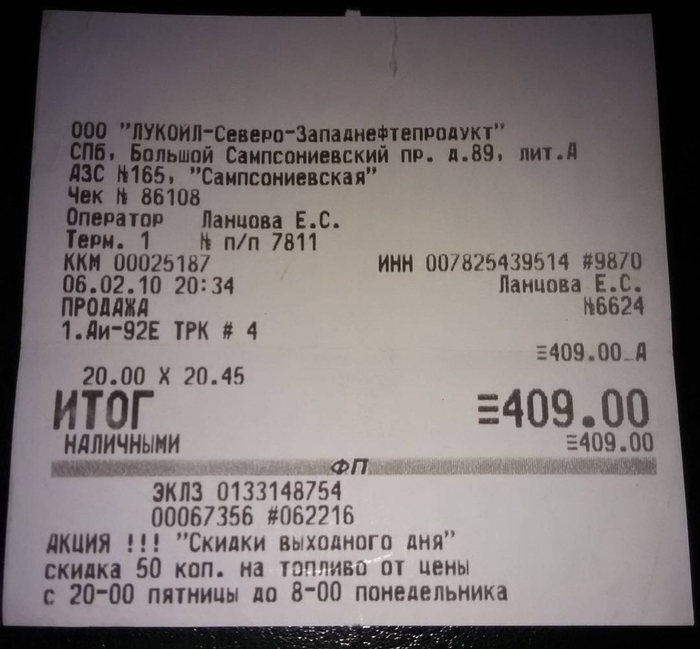 ООО "ЛУКОЙЛ-Северо-Западнефтепродукт"
СПб, Большой Сампсониевский пр. д.89, лит.А
АЗС №165, "Сампсониевская"
Чек № 86108
Оператор Ланцова Е.С.
Терм. 1 № п/п 7811
ККМ 00025187 ИНН 007825439514 #9870
06.02.10 20:34 Ланцова Е.С.
ПРОДАЖА №6624
1.Аи-92Е ТРК # 4
≡409.00_А
20.00 X 20.45
ИТОГ ≡409.00
НАЛИЧНЫМИ ≡409.00
ФП
ЭКЛЗ 0133148754
00067356 #062216
АКЦИЯ !!! "Скидки выходного дня"
скидка 50 коп. на топливо от цены
с 20-00 пятницы до 8-00 понедельника